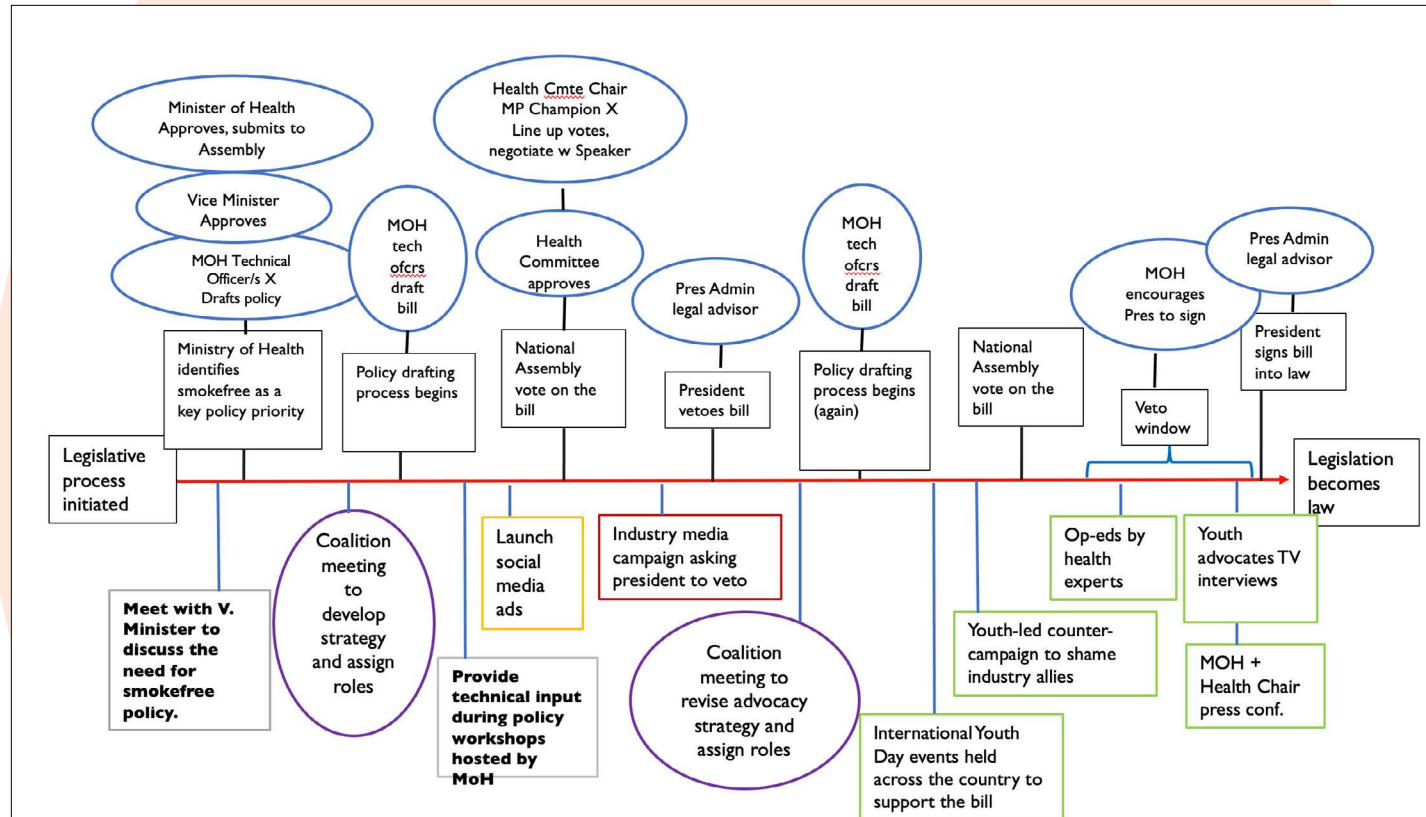 Minister of Health
Approves, submits to
Assembly
Vice Minister
Approves
MOH Technical
Officer/s X
Drafts policy
Ministry of Health
identifies
smokefree as a
key policy priority
MOH
tech
ofcrs
draft
bill
Policy drafting
process begins
Health Cmte Chair
MP Champion X
Line up votes,
negotiate w Speaker
Health
Committee
approves
National
Assembly
vote on the
bill
Pres Admin
legal advisor
President
vetoes bill
MOH
tech
ofcrs
draft
bill
Policy drafting
process begins
(again)
National
Assembly
vote on the
bill
MOH
encourages
Pres to sign
Veto
window
Pres Admin
legal advisor
President
signs bill
into law
Legislative
process
initiated
Legislation
becomes
law
Meet with V.
Minister to
discuss the
need for
smokefree
policy.
Coalition
meeting
to
develop
strategy
and assign
roles
Provide
technical input
during policy
workshops
hosted by
MoH
Launch
social
media
ads
Industry media
campaign asking
president to veto
Coalition
meeting to
revise advocacy
strategy and
assign roles
International Youth
Day events held
across the country to
support the bill
Youth-led counter-
campaign to shame
industry allies
Op-eds by
health
experts
Youth
advocates TV
interviews
MOH +
Health Chair
press conf.